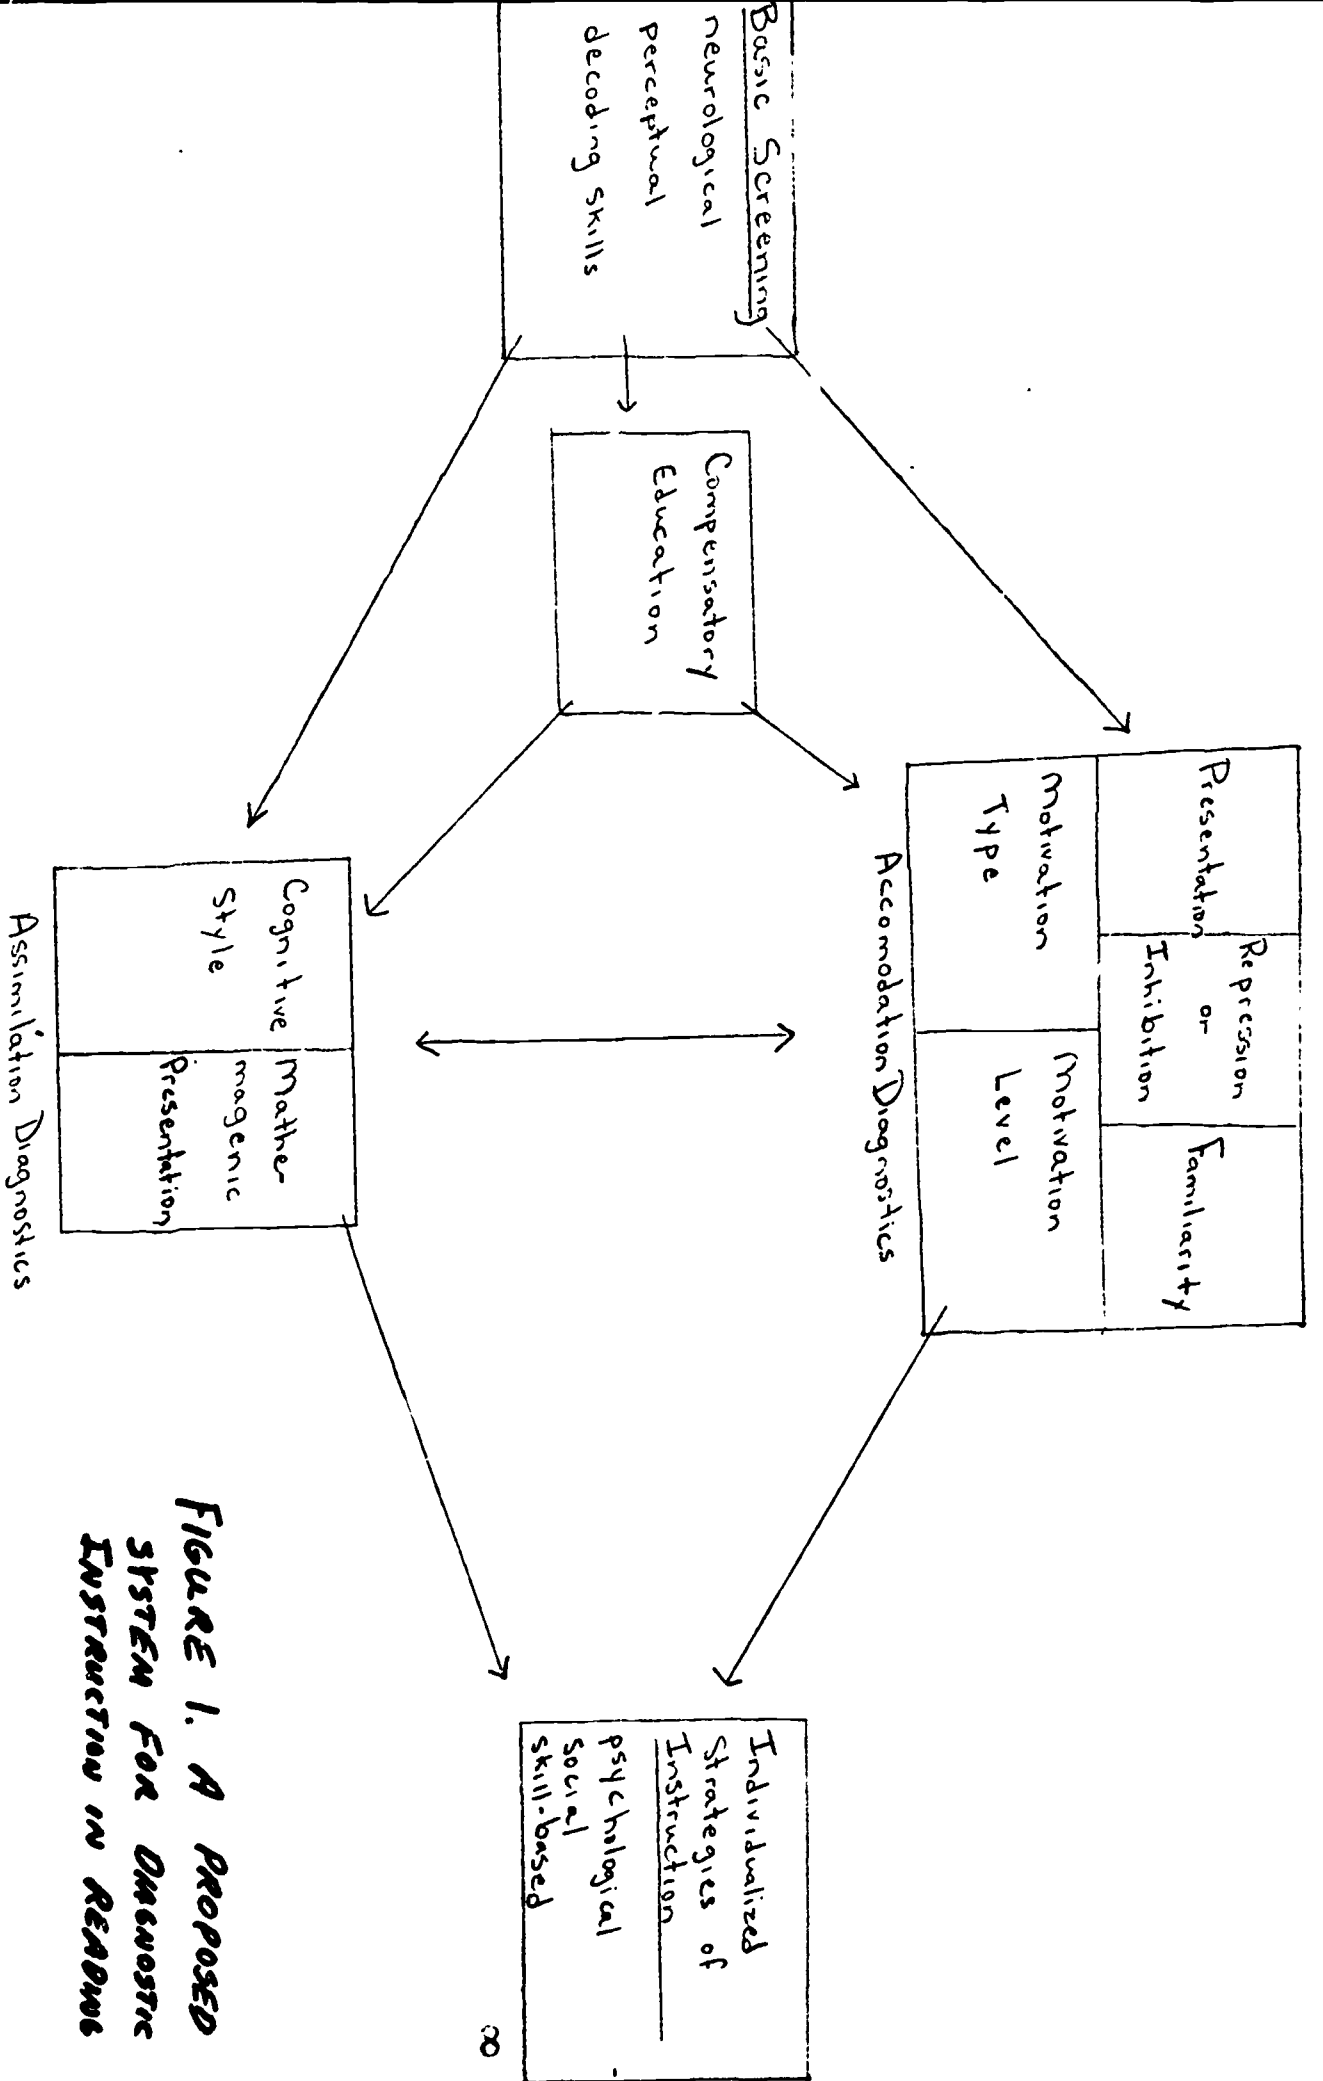 Basic Screening
neurological
perceptual
decoding skills
Compensatory
Education
Presentation
Repression
or
Inhibition
Familiarity
Motivation
Type
Motivation
Level
Accomodation Diagnostics
Cognitive
Style
Mathe-
magenic
Presentation
Assimilation Diagnostics
Individualized
Strategies of
Instruction
psychological
social
skill-based
8
FIGURE 1. A PROPOSED
SYSTEM FOR DIAGNOSTIC
INSTRUCTION IN READING